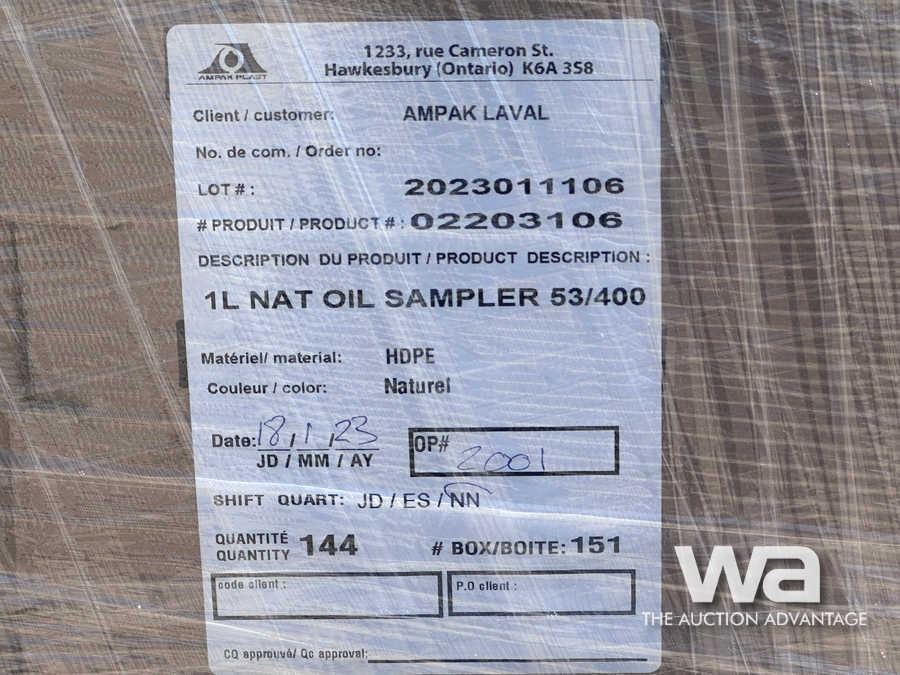 1233, rue Cameron St.
AMPAK PLAST
Hawkesbury (Ontario) K6A 3S8
Client / customer: AMPAK LAVAL
No. de com. / Order no:
LOT # : 2023011106
# PRODUIT / PRODUCT # : 02203106
DESCRIPTION DU PRODUIT / PRODUCT DESCRIPTION :
1L NAT OIL SAMPLER 53/400
Matériel/ material: HDPE
Couleur / color: Naturel
Date: 18, 1, 23
JD / MM / AY
OP# 2001
SHIFT QUART: JD / ES / NN
QUANTITÉ
QUANTITY 144 # BOX/BOITE: 151
code client :
P.O client :
CQ approuvé/ Qc approval:
wa
THE AUCTION ADVANTAGE